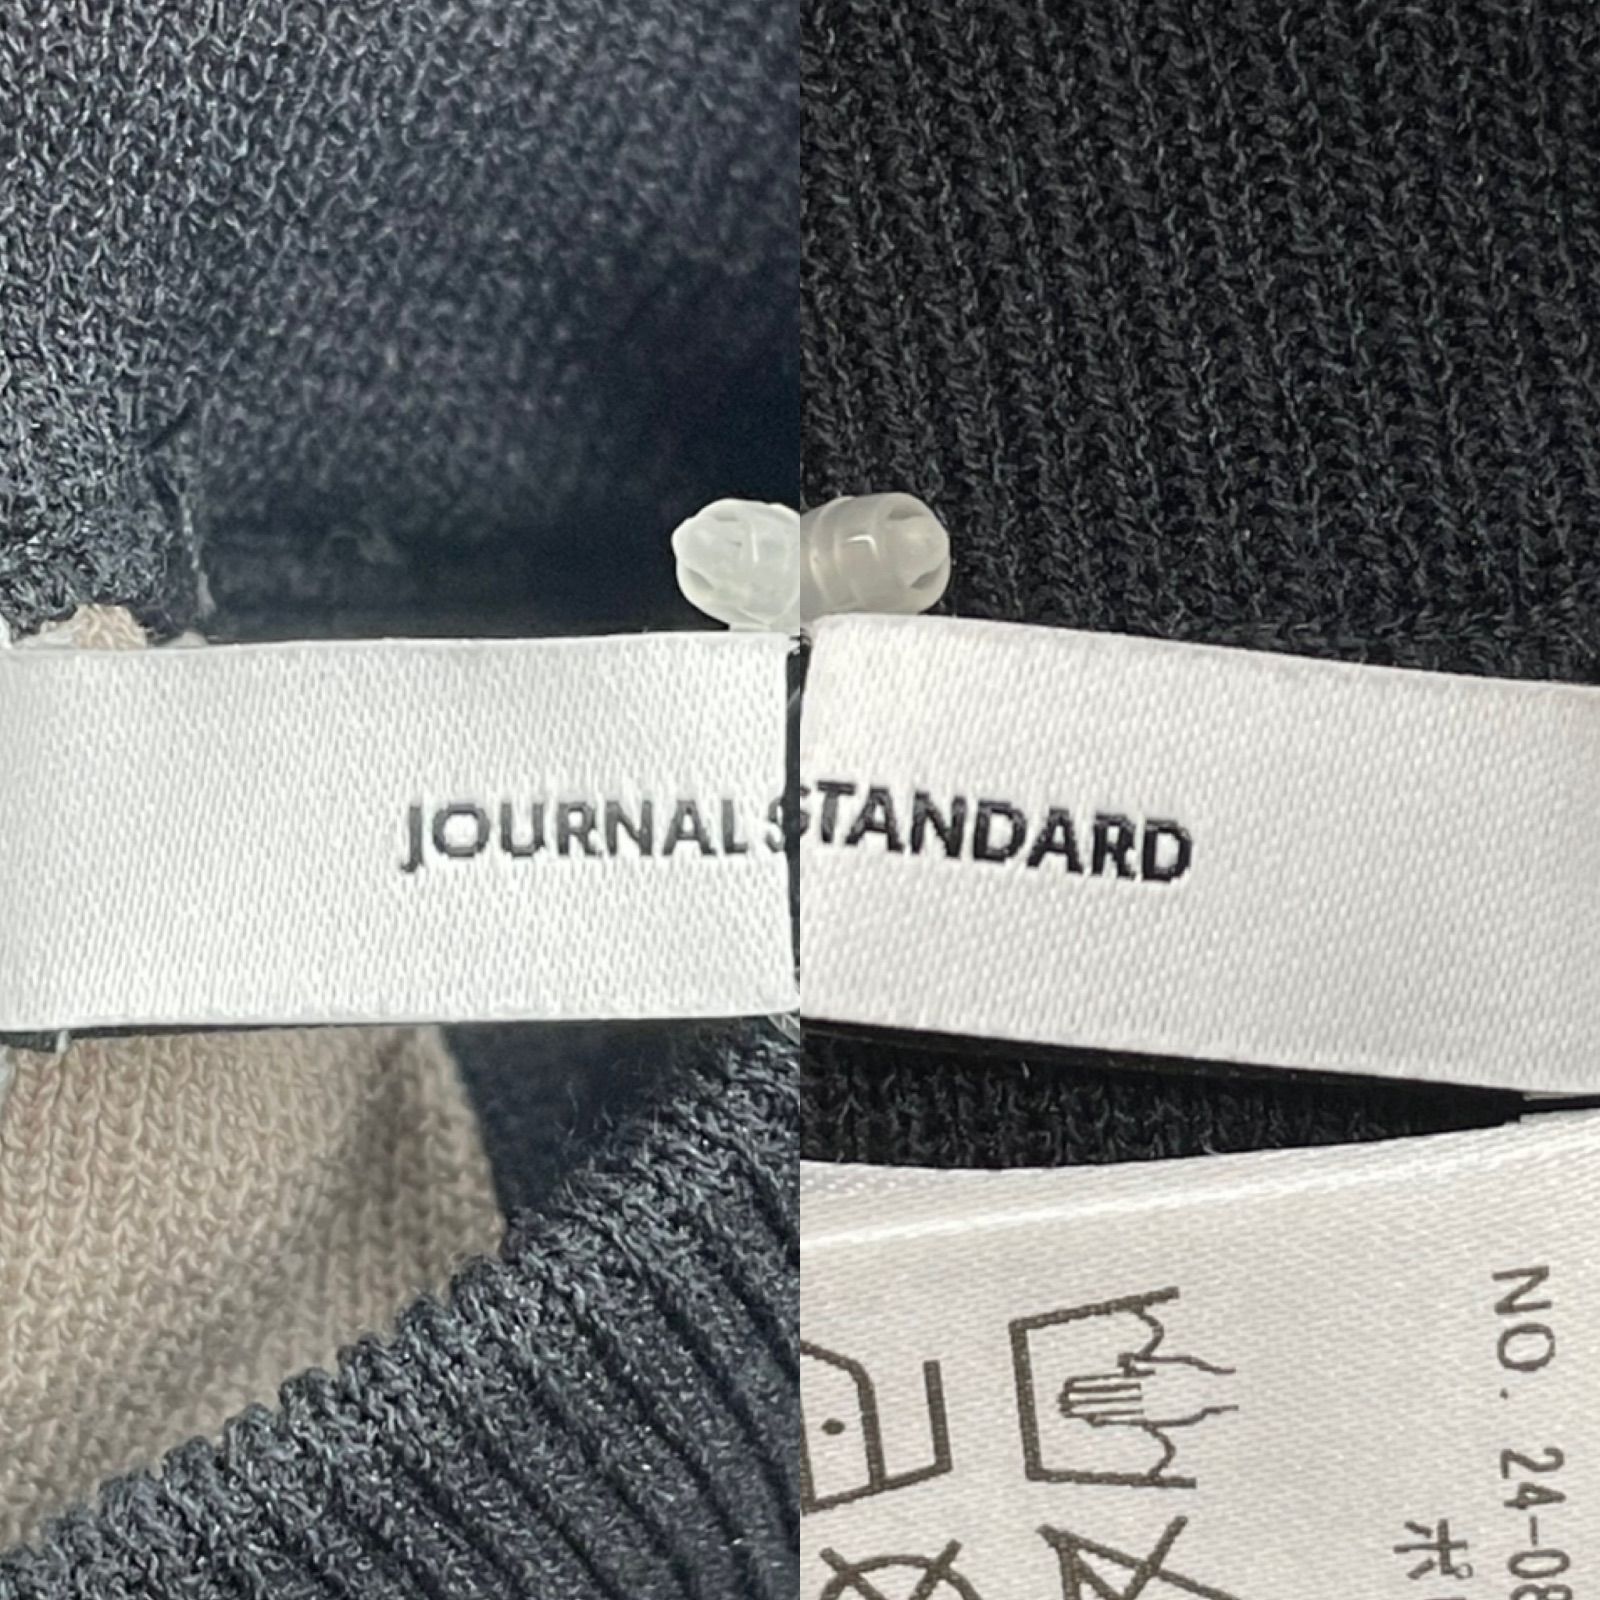 JOURNAL STANDARD
NO. 24-08
ポ